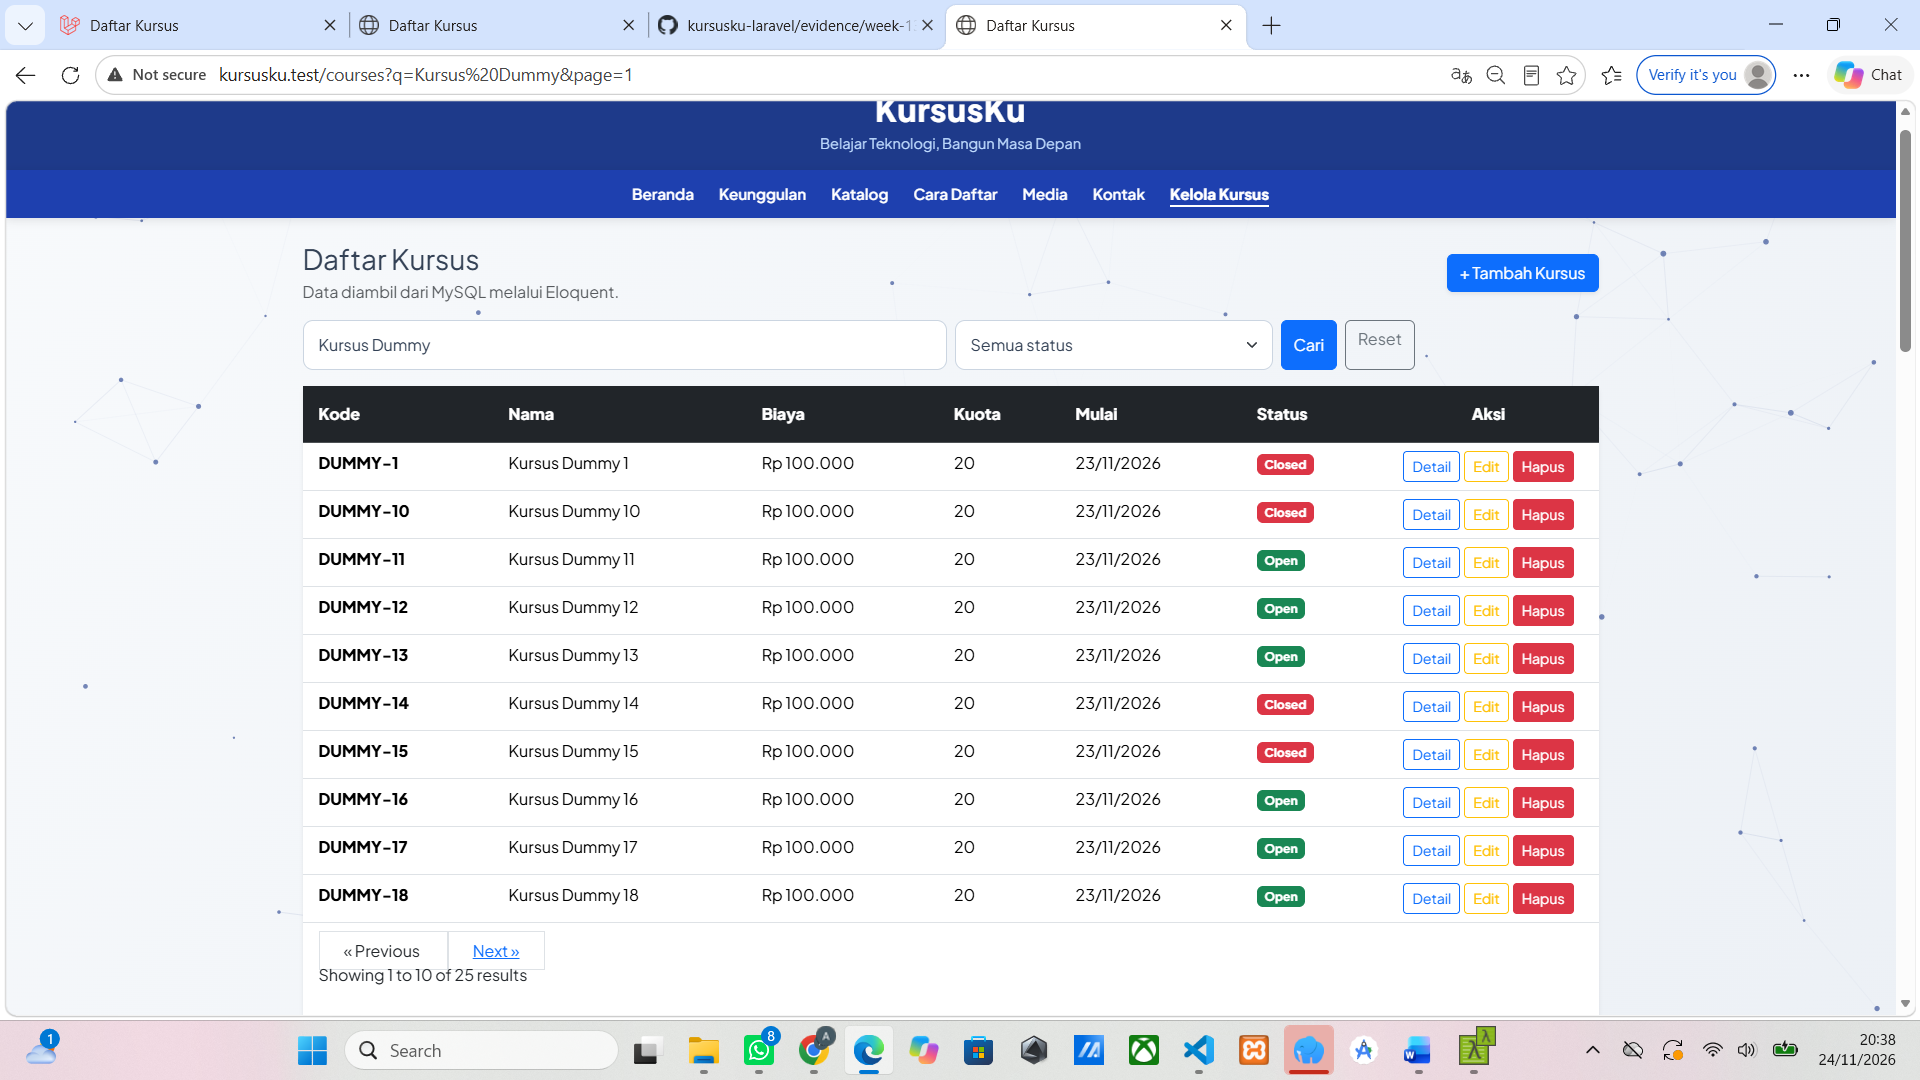 Daftar Kursus
Daftar Kursus
kursusku-laravel/evidence/week-1
Daftar Kursus
Not secure
kursusku.test/courses?q=Kursus%20Dummy&page=1
Verify it's you
Chat
KursusKu
Belajar Teknologi, Bangun Masa Depan
Beranda Keunggulan Katalog Cara Daftar Media Kontak Kelola Kursus
Daftar Kursus
Data diambil dari MySQL melalui Eloquent.
+ Tambah Kursus
Kursus Dummy Semua status Cari Reset
Kode Nama Biaya Kuota Mulai Status Aksi
DUMMY-1 Kursus Dummy 1 Rp 100.000 20 23/11/2026 Closed Detail Edit Hapus
DUMMY-10 Kursus Dummy 10 Rp 100.000 20 23/11/2026 Closed Detail Edit Hapus
DUMMY-11 Kursus Dummy 11 Rp 100.000 20 23/11/2026 Open Detail Edit Hapus
DUMMY-12 Kursus Dummy 12 Rp 100.000 20 23/11/2026 Open Detail Edit Hapus
DUMMY-13 Kursus Dummy 13 Rp 100.000 20 23/11/2026 Open Detail Edit Hapus
DUMMY-14 Kursus Dummy 14 Rp 100.000 20 23/11/2026 Closed Detail Edit Hapus
DUMMY-15 Kursus Dummy 15 Rp 100.000 20 23/11/2026 Closed Detail Edit Hapus
DUMMY-16 Kursus Dummy 16 Rp 100.000 20 23/11/2026 Open Detail Edit Hapus
DUMMY-17 Kursus Dummy 17 Rp 100.000 20 23/11/2026 Open Detail Edit Hapus
DUMMY-18 Kursus Dummy 18 Rp 100.000 20 23/11/2026 Open Detail Edit Hapus
« Previous Next »
Showing 1 to 10 of 25 results
1
Search
8
A
20:38
24/11/2026